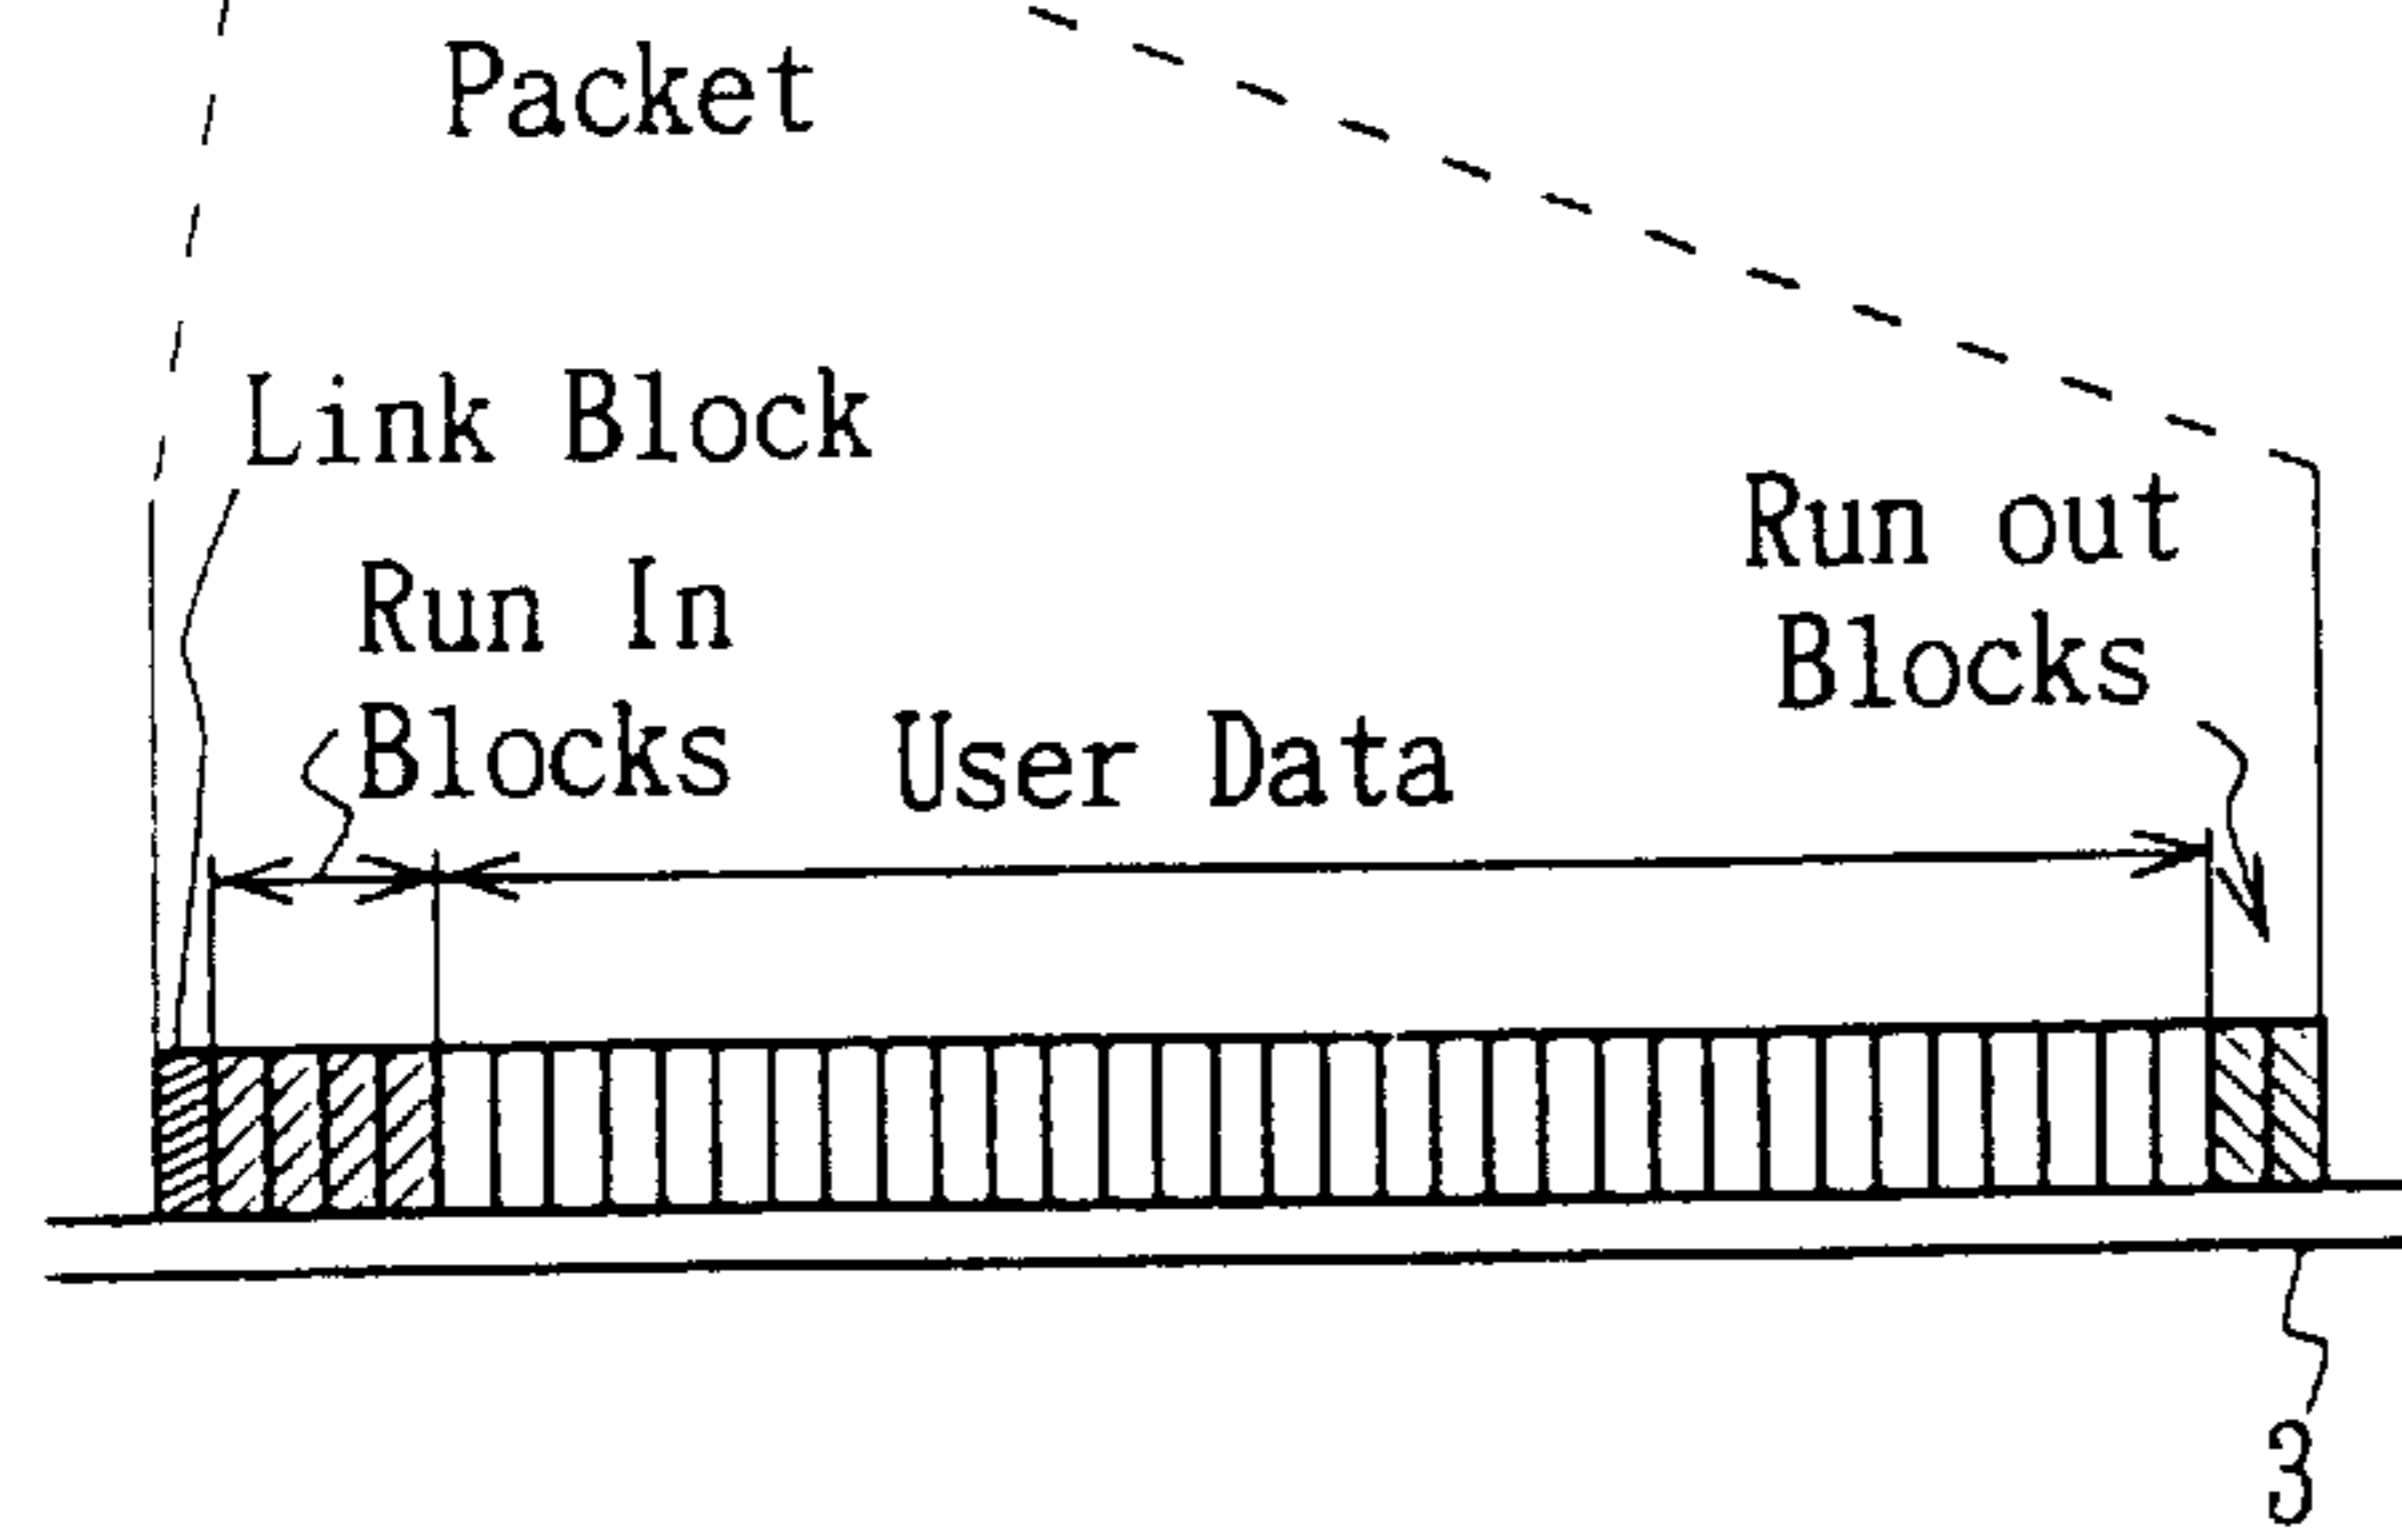 Packet
Link Block
Run In
Blocks
User Data
Run out
Blocks
3